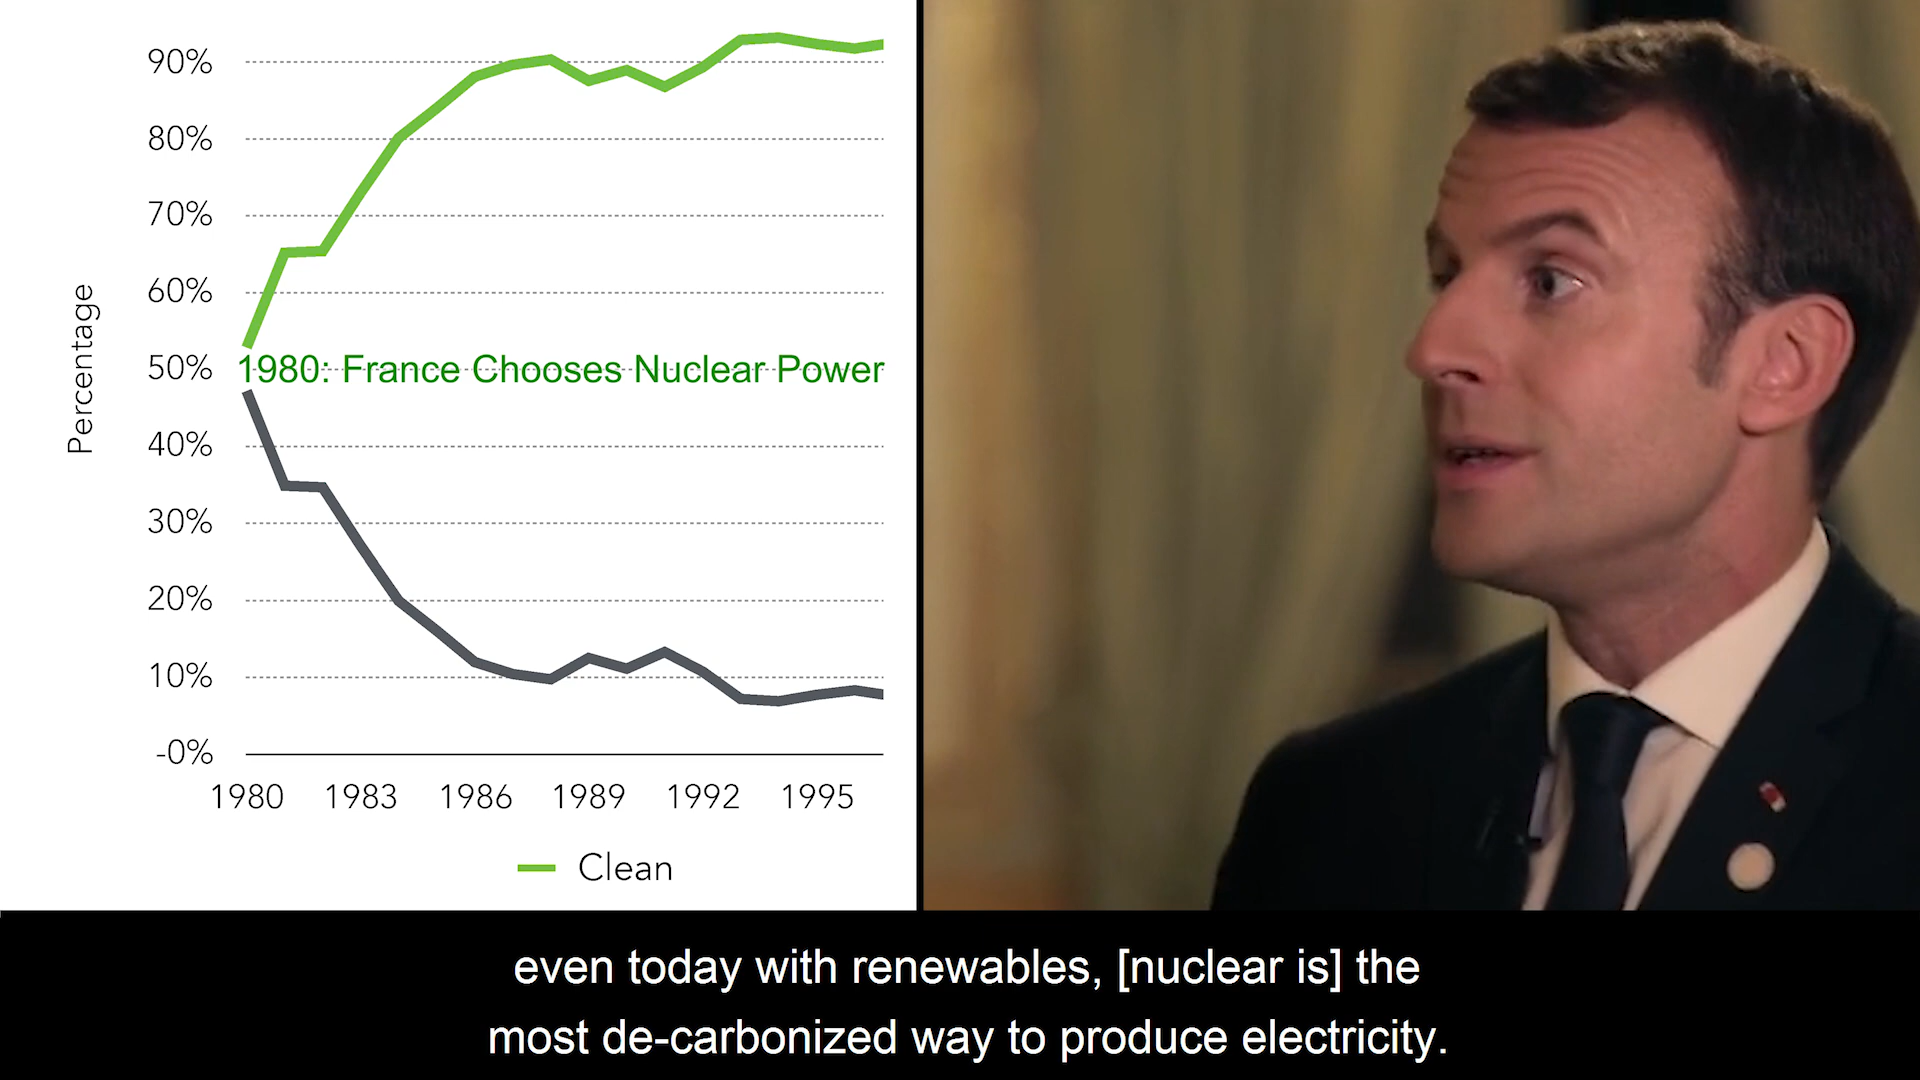 90%
80%
70%
60%
50%
40%
30%
20%
10%
-0%
Percentage
1980: France Chooses Nuclear Power
1980 1983 1986 1989 1992 1995
Clean
even today with renewables, [nuclear is] the
most de-carbonized way to produce electricity.